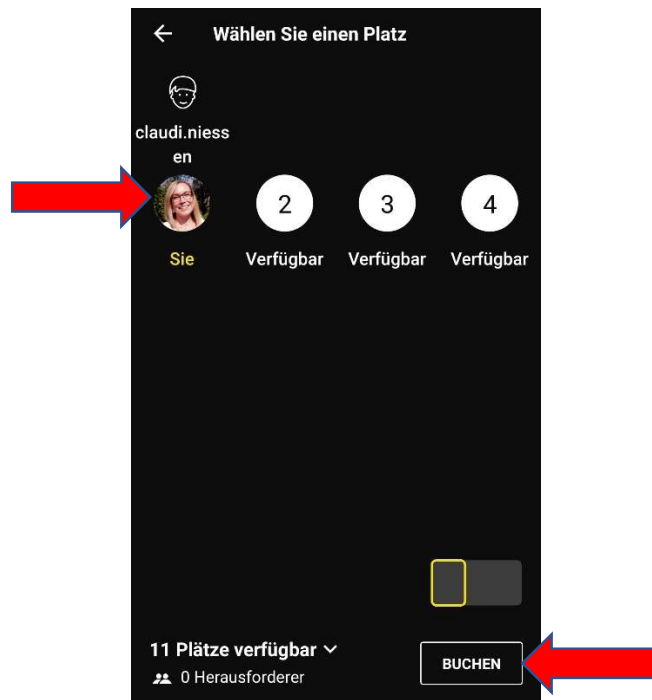 Wählen Sie einen Platz
claudi.niess
en
2
3
4
Sie
Verfügbar
Verfügbar
Verfügbar
11 Plätze verfügbar
0 Herausforderer
BUCHEN